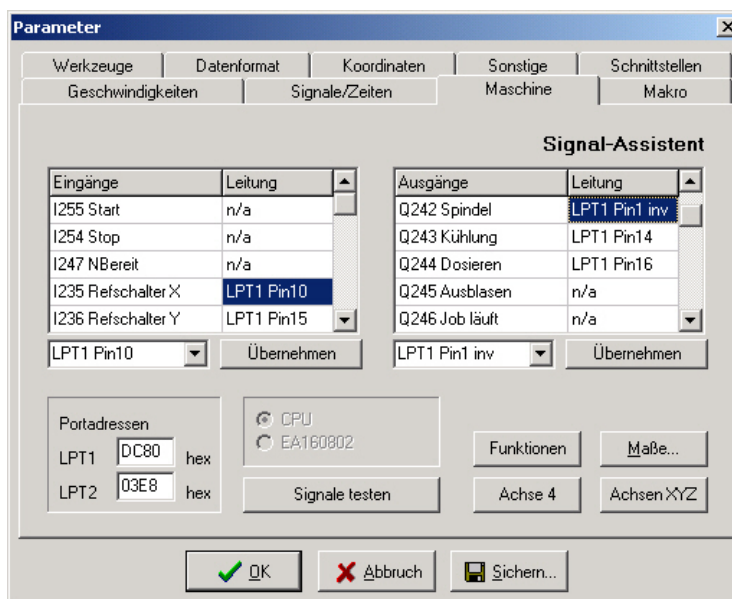 Parameter
Werkzeuge Datenformat Koordinaten Sonstige Schnittstellen
Geschwindigkeiten Signale/Zeiten Maschine Makro
Signal-Assistent
Eingänge Leitung Ausgänge Leitung
I255 Start n/a Q242 Spindel LPT1 Pin1 inv
I254 Stop n/a Q243 Kühlung LPT1 Pin14
I247 NBereit n/a Q244 Dosieren LPT1 Pin16
I235 Refschalter X LPT1 Pin10 Q245 Ausblasen n/a
I236 Refschalter Y LPT1 Pin15 Q246 Job läuft n/a
LPT1 Pin10 Übernehmen LPT1 Pin1 inv Übernehmen
Portadressen
LPT1 DC80 hex
LPT2 03E8 hex
CPU
EA160802
Signale testen
Funktionen Maße...
Achse 4 Achsen XYZ
OK Abbruch Sichern...